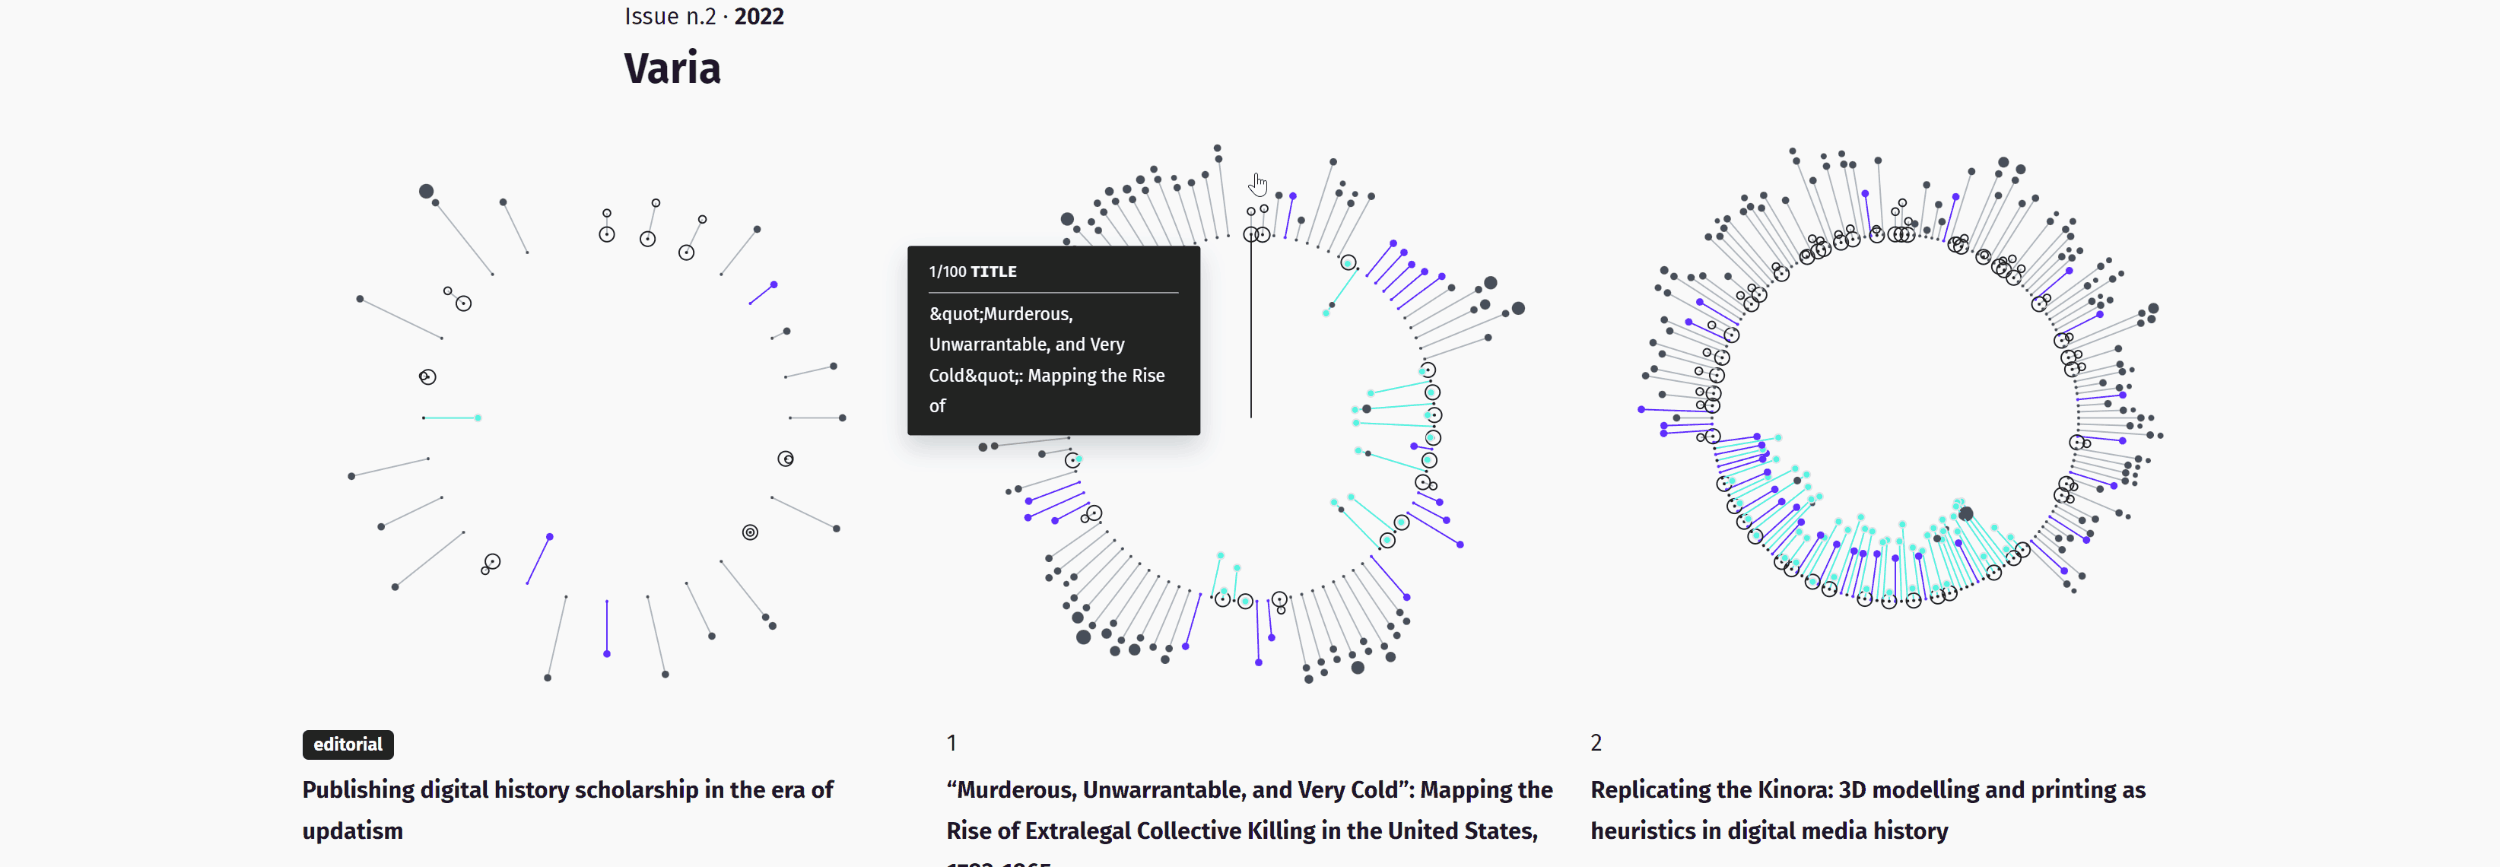 Issue n.2 · 2022
Varia
1/100 TITLE
&quot;Murderous,
Unwarrantable, and Very
Cold&quot;: Mapping the Rise
of
editorial
Publishing digital history scholarship in the era of
updatism
1
“Murderous, Unwarrantable, and Very Cold”: Mapping the
Rise of Extralegal Collective Killing in the United States,
2
Replicating the Kinora: 3D modelling and printing as
heuristics in digital media history